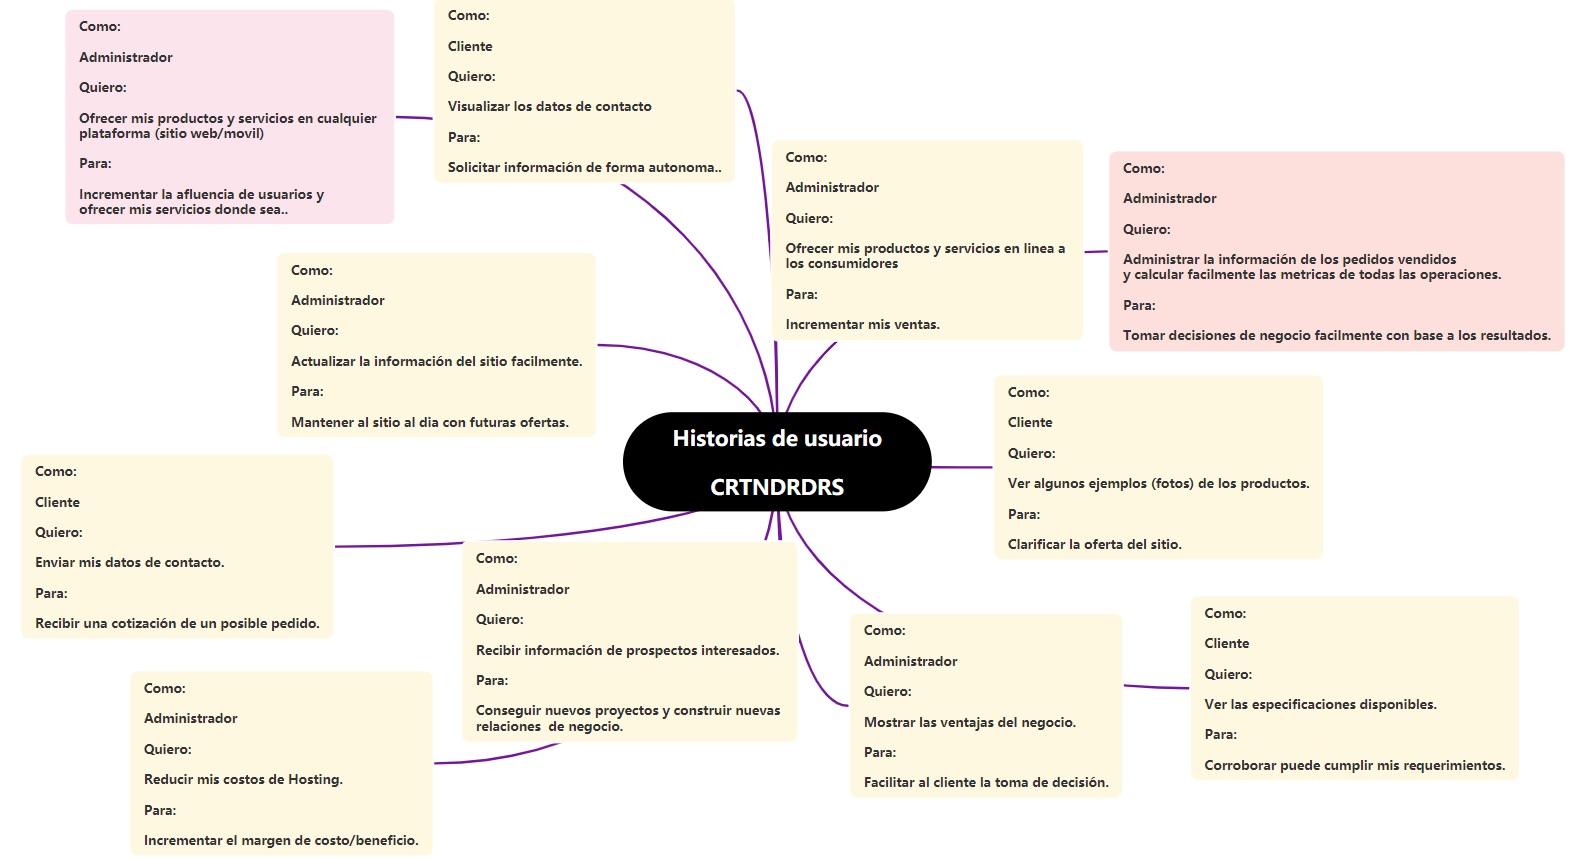 Como:
Administrador
Quiero:
Ofrecer mis productos y servicios en cualquier
plataforma (sitio web/movil)
Para:
Incrementar la afluencia de usuarios y
ofrecer mis servicios donde sea..
Como:
Cliente
Quiero:
Visualizar los datos de contacto
Para:
Solicitar información de forma autonoma..
Como:
Administrador
Quiero:
Ofrecer mis productos y servicios en linea a
los consumidores
Para:
Incrementar mis ventas.
Como:
Administrador
Quiero:
Administrar la información de los pedidos vendidos
y calcular facilmente las metricas de todas las operaciones.
Para:
Tomar decisiones de negocio facilmente con base a los resultados.
Como:
Administrador
Quiero:
Actualizar la información del sitio facilmente.
Para:
Mantener al sitio al dia con futuras ofertas.
Historias de usuario
CRTNDRDRS
Como:
Cliente
Quiero:
Ver algunos ejemplos (fotos) de los productos.
Para:
Clarificar la oferta del sitio.
Como:
Cliente
Quiero:
Enviar mis datos de contacto.
Para:
Recibir una cotización de un posible pedido.
Como:
Administrador
Quiero:
Recibir información de prospectos interesados.
Para:
Conseguir nuevos proyectos y construir nuevas
relaciones de negocio.
Como:
Administrador
Quiero:
Mostrar las ventajas del negocio.
Para:
Facilitar al cliente la toma de decisión.
Como:
Cliente
Quiero:
Ver las especificaciones disponibles.
Para:
Corroborar puede cumplir mis requerimientos.
Como:
Administrador
Quiero:
Reducir mis costos de Hosting.
Para:
Incrementar el margen de costo/beneficio.